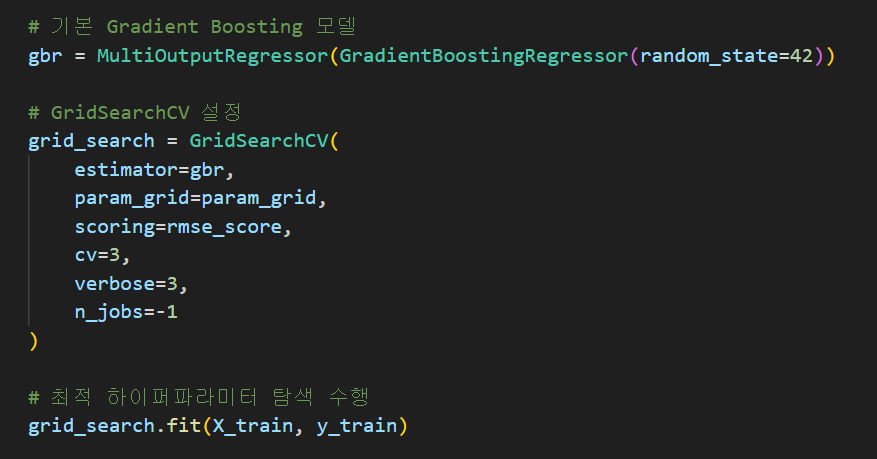 # 기본 Gradient Boosting 모델
gbr = MultiOutputRegressor(GradientBoostingRegressor(random_state=42))
# GridSearchCV 설정
grid_search = GridSearchCV(
    estimator=gbr,
    param_grid=param_grid,
    scoring=rmse_score,
    cv=3,
    verbose=3,
    n_jobs=-1
)
# 최적 하이퍼파라미터 탐색 수행
grid_search.fit(X_train, y_train)